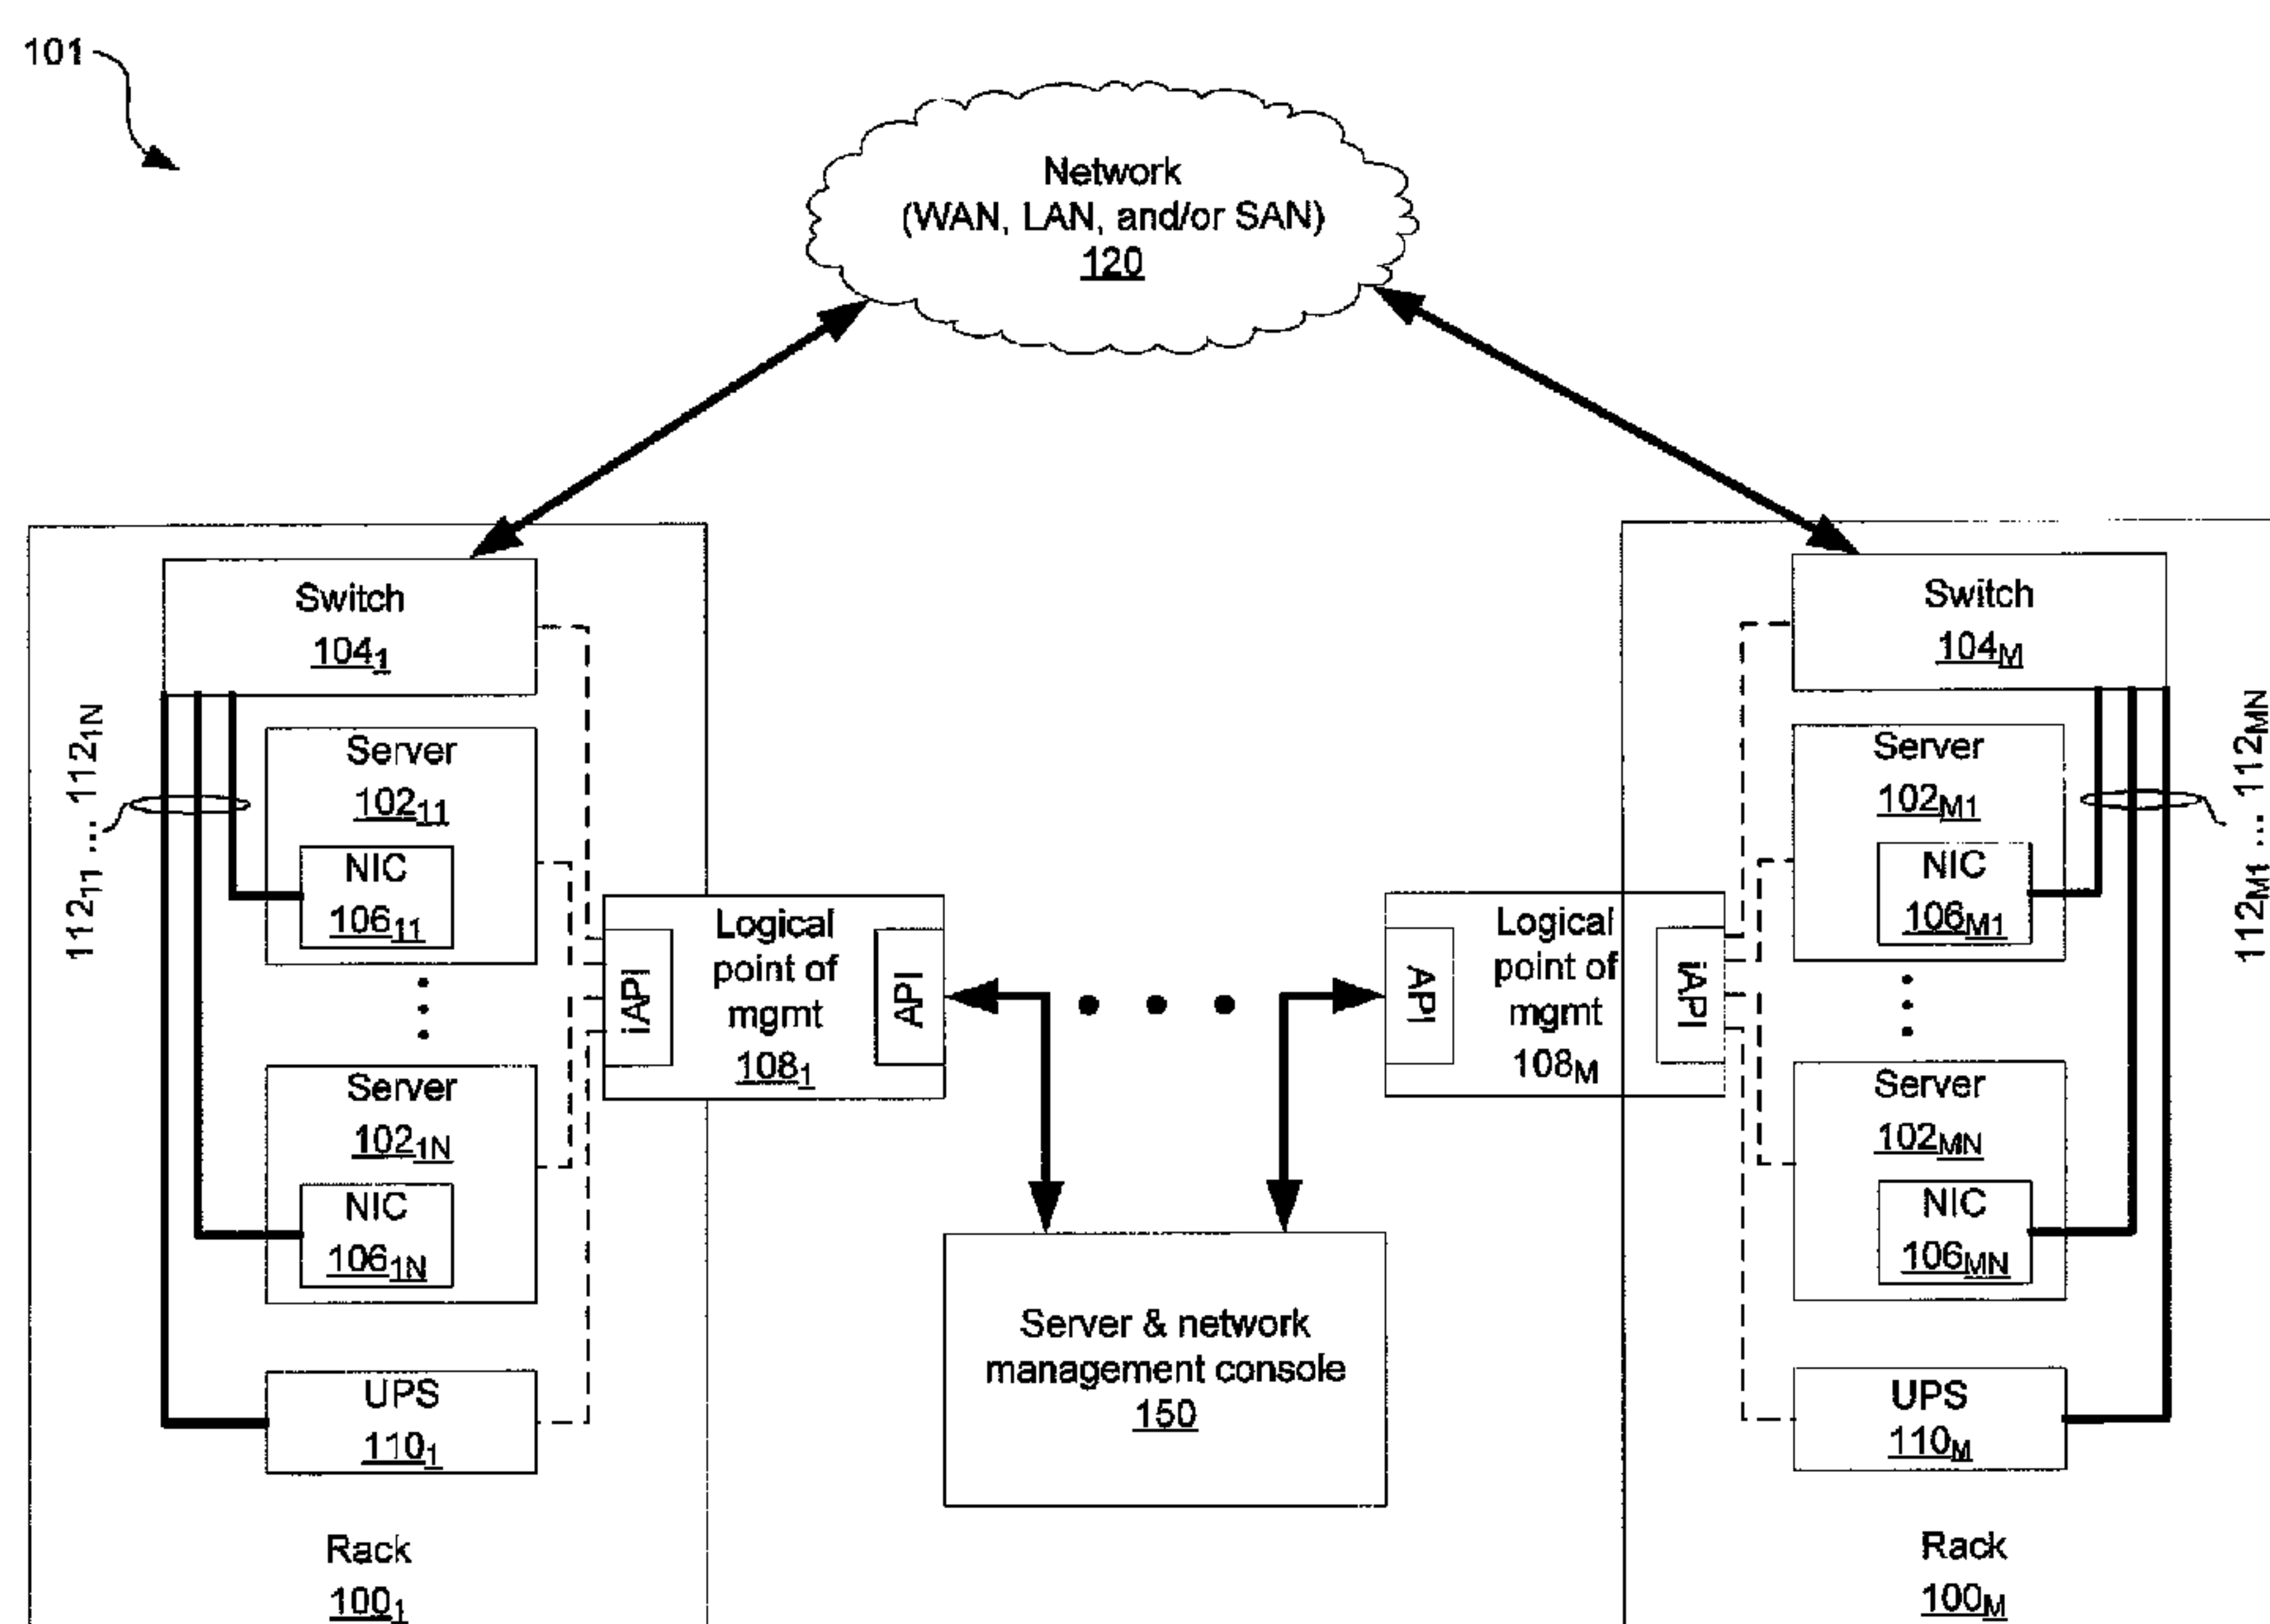 101
Network
(WAN, LAN, and/or SAN)
120
Switch
104₁
112₁₁ ... 112₁N
Server
102₁₁
NIC
106₁₁
Server
102₁N
NIC
106₁N
UPS
110₁
Rack
100₁
iAPI
Logical
point of
mgmt
108₁
API
• • •
Server & network
management console
150
API
Logical
point of
mgmt
108M
iAPI
Switch
104M
Server
102M1
NIC
106M1
Server
102MN
NIC
106MN
UPS
110M
112M1 ... 112MN
Rack
100M